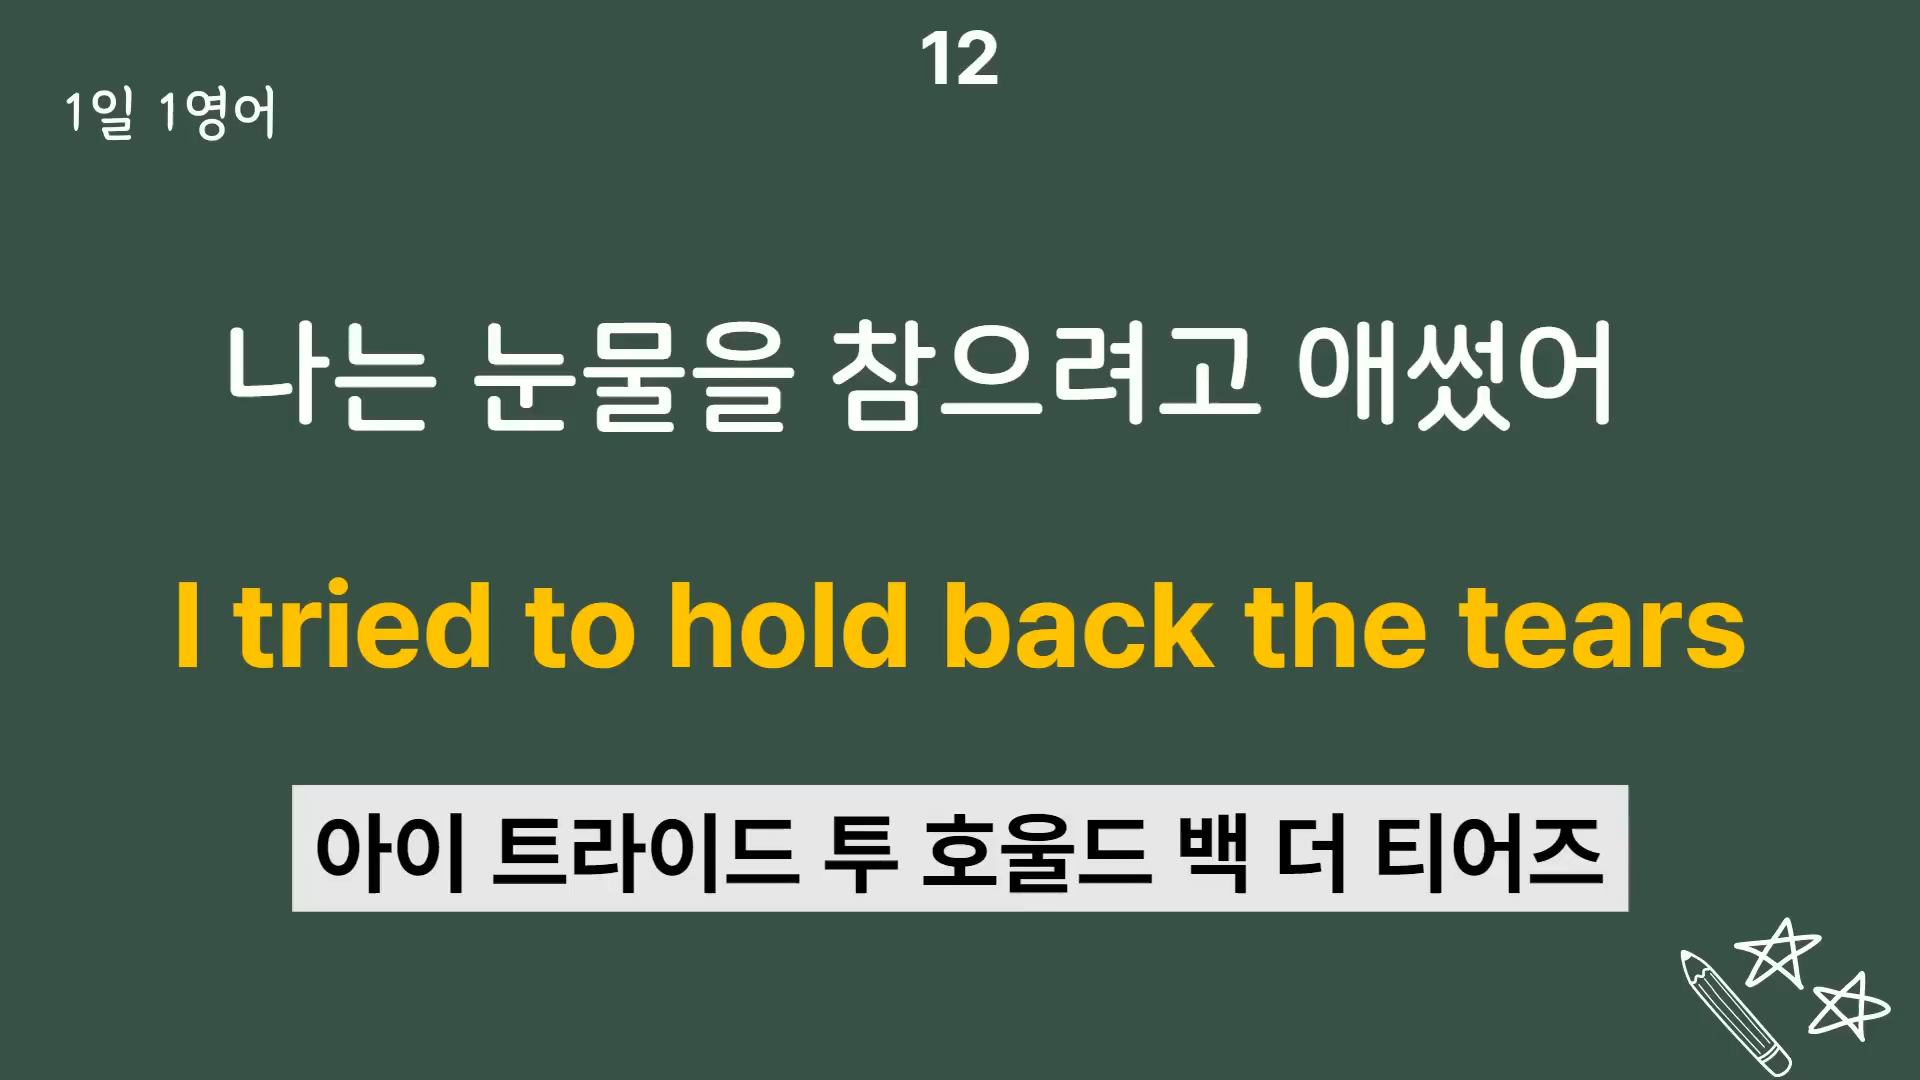 12
1일 1영어
나는 눈물을 참으려고 애썼어
I tried to hold back the tears
아이 트라이드 투 호울드 백 더 티어즈